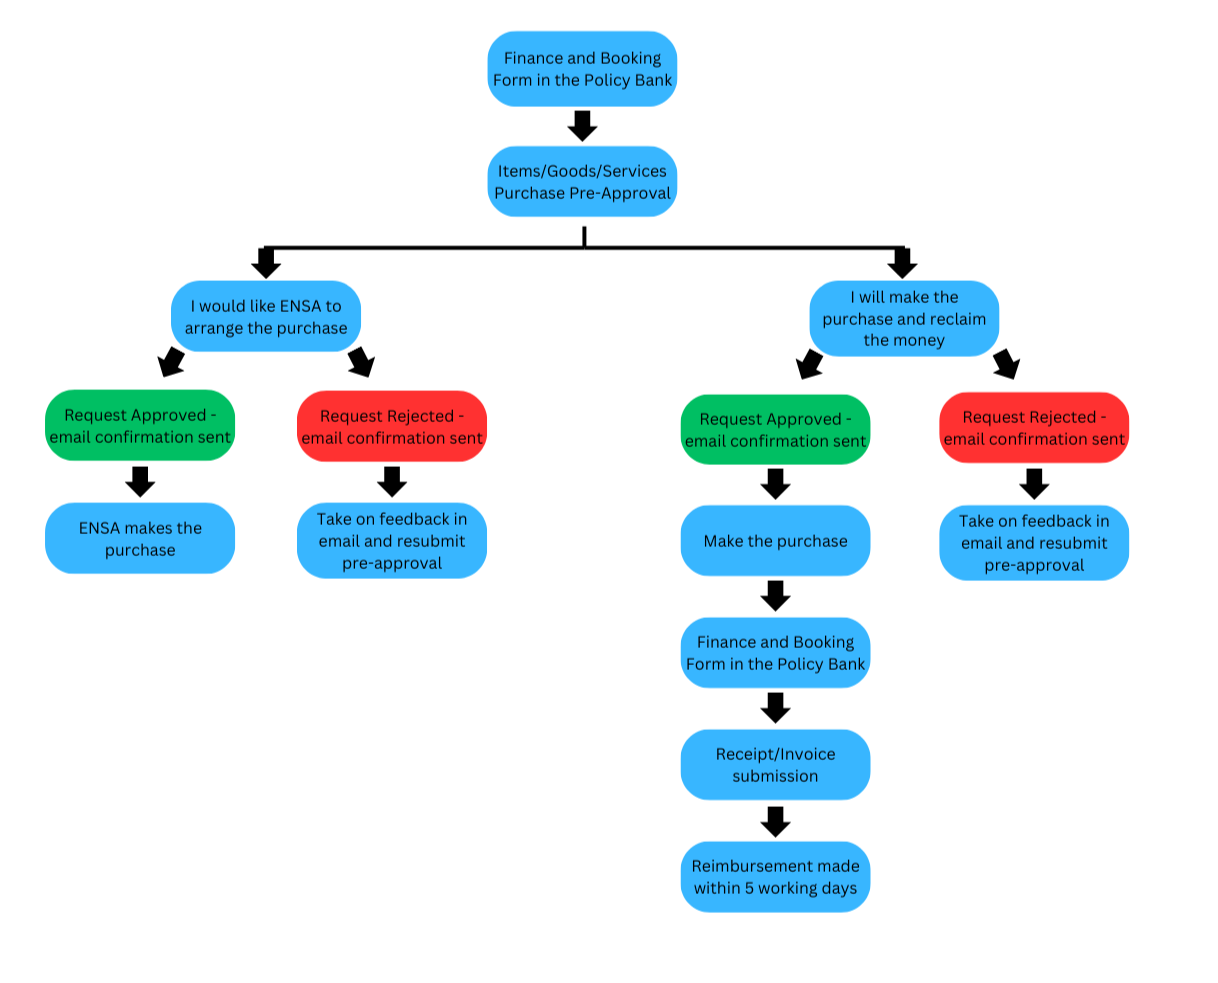 Finance and Booking
Form in the Policy Bank
Items/Goods/Services
Purchase Pre-Approval
I would like ENSA to
arrange the purchase
I will make the
purchase and reclaim
the money
Request Approved -
email confirmation sent
Request Rejected -
email confirmation sent
Request Approved -
email confirmation sent
Request Rejected -
email confirmation sent
ENSA makes the
purchase
Take on feedback in
email and resubmit
pre-approval
Make the purchase
Take on feedback in
email and resubmit
pre-approval
Finance and Booking
Form in the Policy Bank
Receipt/Invoice
submission
Reimbursement made
within 5 working days